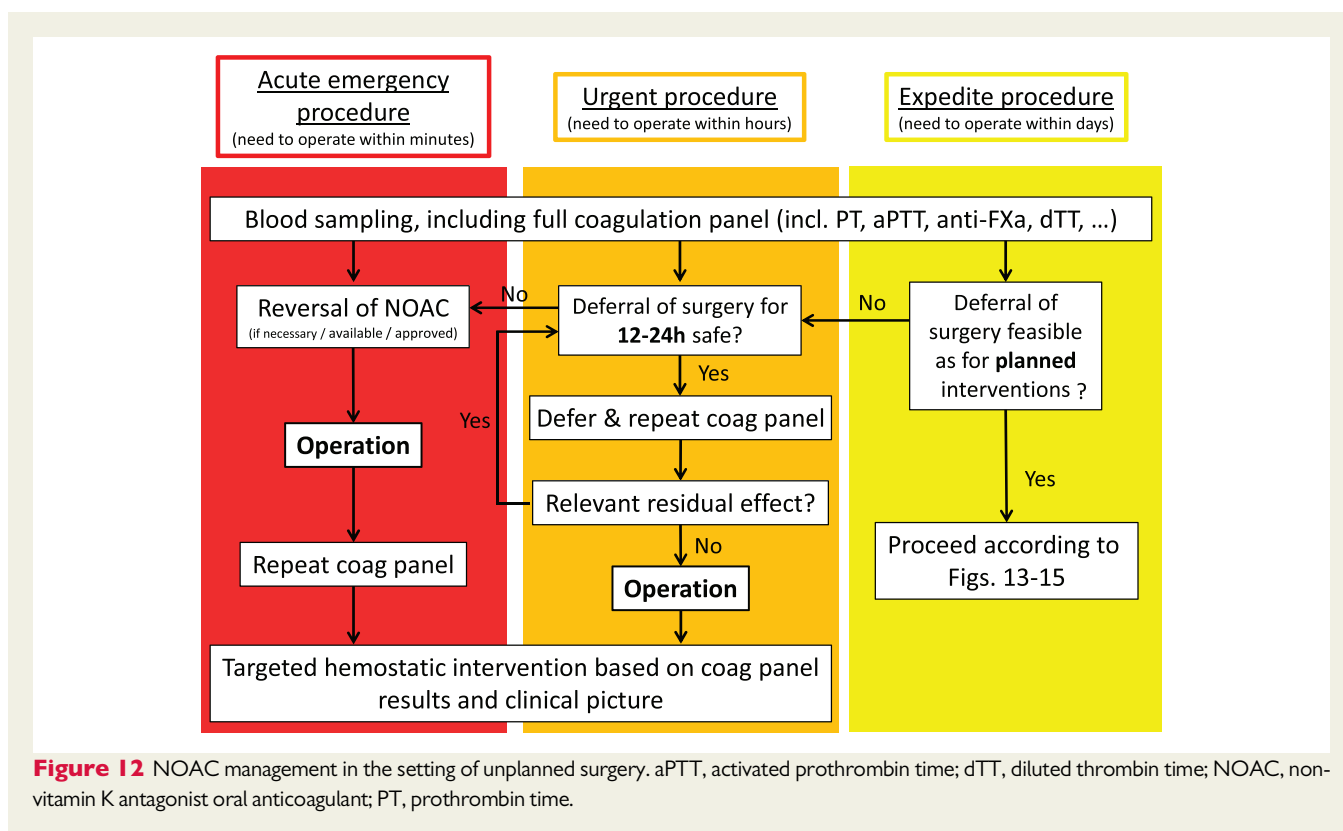 Acute emergency
procedure
(need to operate within minutes)
Urgent procedure
(need to operate within hours)
Expedite procedure
(need to operate within days)
Blood sampling, including full coagulation panel (incl. PT, aPTT, anti-FXa, dTT, ...)
Reversal of NOAC
(if necessary / available / approved)
No
Deferral of surgery for
12-24h safe?
No
Deferral of
surgery feasible
as for planned
interventions ?
Yes
Yes
Defer & repeat coag panel
Operation
Yes
Relevant residual effect?
No
Proceed according to
Figs. 13-15
Repeat coag panel
Operation
Targeted hemostatic intervention based on coag panel
results and clinical picture
Figure 12 NOAC management in the setting of unplanned surgery. aPTT, activated prothrombin time; dTT, diluted thrombin time; NOAC, non-
vitamin K antagonist oral anticoagulant; PT, prothrombin time.